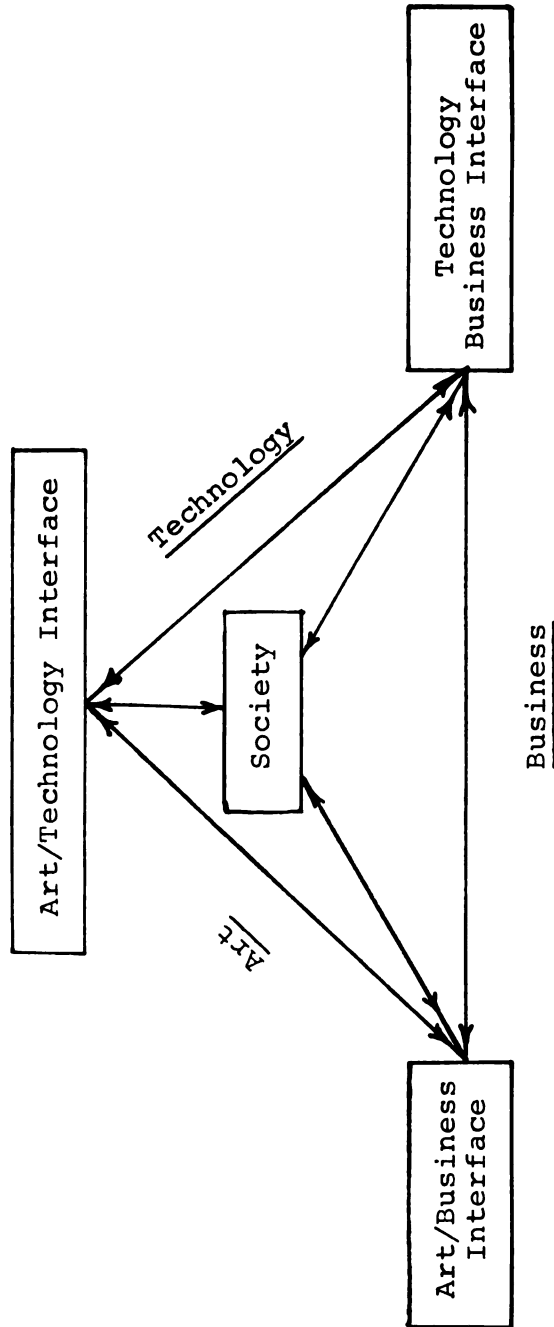 Art/Technology Interface
Technology
Art
Society
Art/Business
Interface
Technology
Business Interface
Business